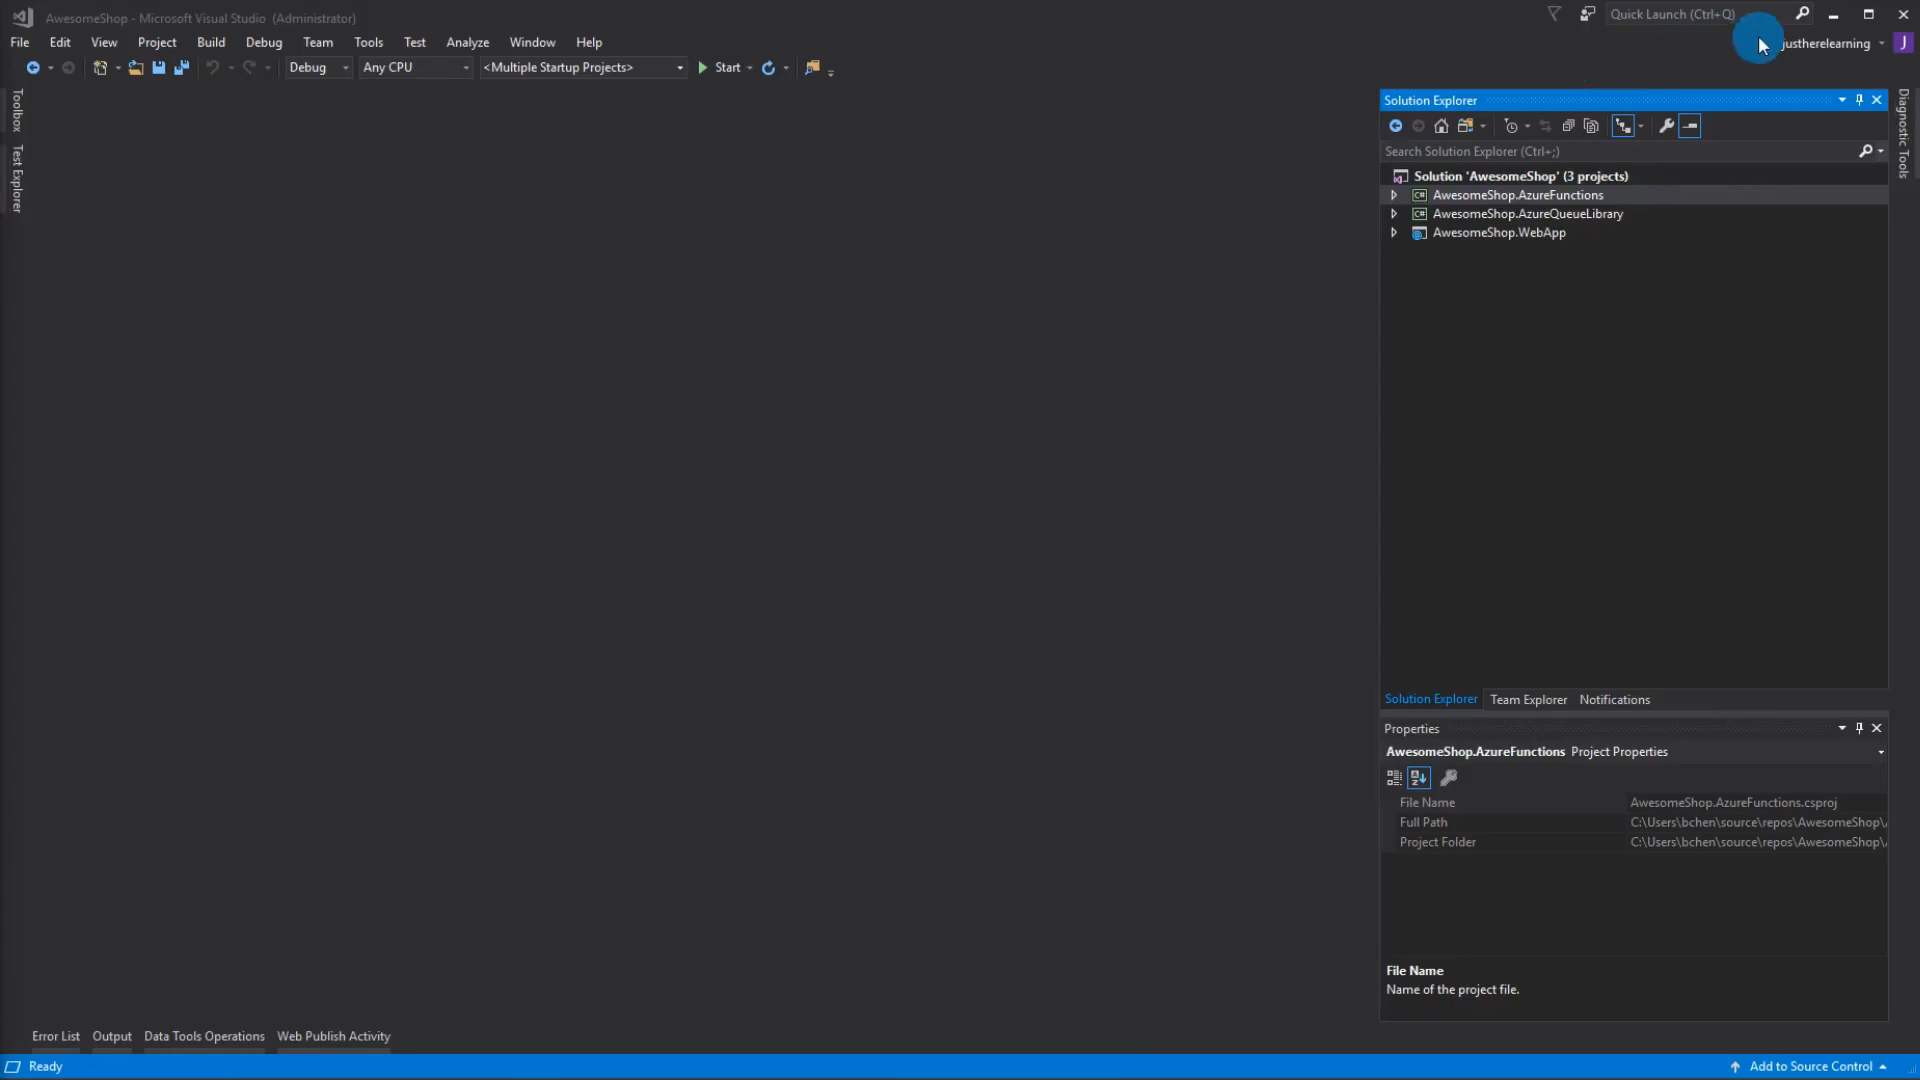 AwesomeShop - Microsoft Visual Studio (Administrator)
Quick Launch (Ctrl+Q)
File Edit View Project Build Debug Team Tools Test Analyze Window Help
justherelearning J
Debug Any CPU <Multiple Startup Projects> Start
Toolbox
Test Explorer
Solution Explorer
Search Solution Explorer (Ctrl+;)
Solution 'AwesomeShop' (3 projects)
C# AwesomeShop.AzureFunctions
C# AwesomeShop.AzureQueueLibrary
AwesomeShop.WebApp
Diagnostic Tools
Solution Explorer Team Explorer Notifications
Properties
AwesomeShop.AzureFunctions Project Properties
File Name AwesomeShop.AzureFunctions.csproj
Full Path C:\Users\bchen\source\repos\AwesomeShop\
Project Folder C:\Users\bchen\source\repos\AwesomeShop\
File Name
Name of the project file.
Error List Output Data Tools Operations Web Publish Activity
Ready
Add to Source Control